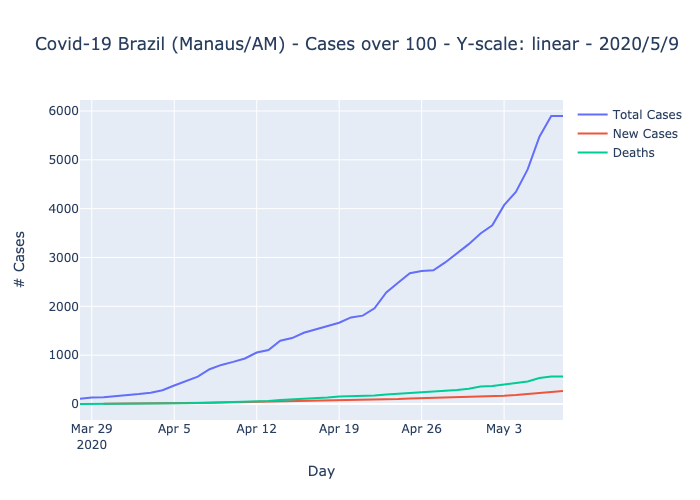 Covid-19 Brazil (Manaus/AM) - Cases over 100 - Y-scale: linear - 2020/5/9
Total Cases
New Cases
Deaths
6000
5000
4000
3000
2000
1000
0
# Cases
Mar 29
2020
Apr 5
Apr 12
Apr 19
Apr 26
May 3
Day